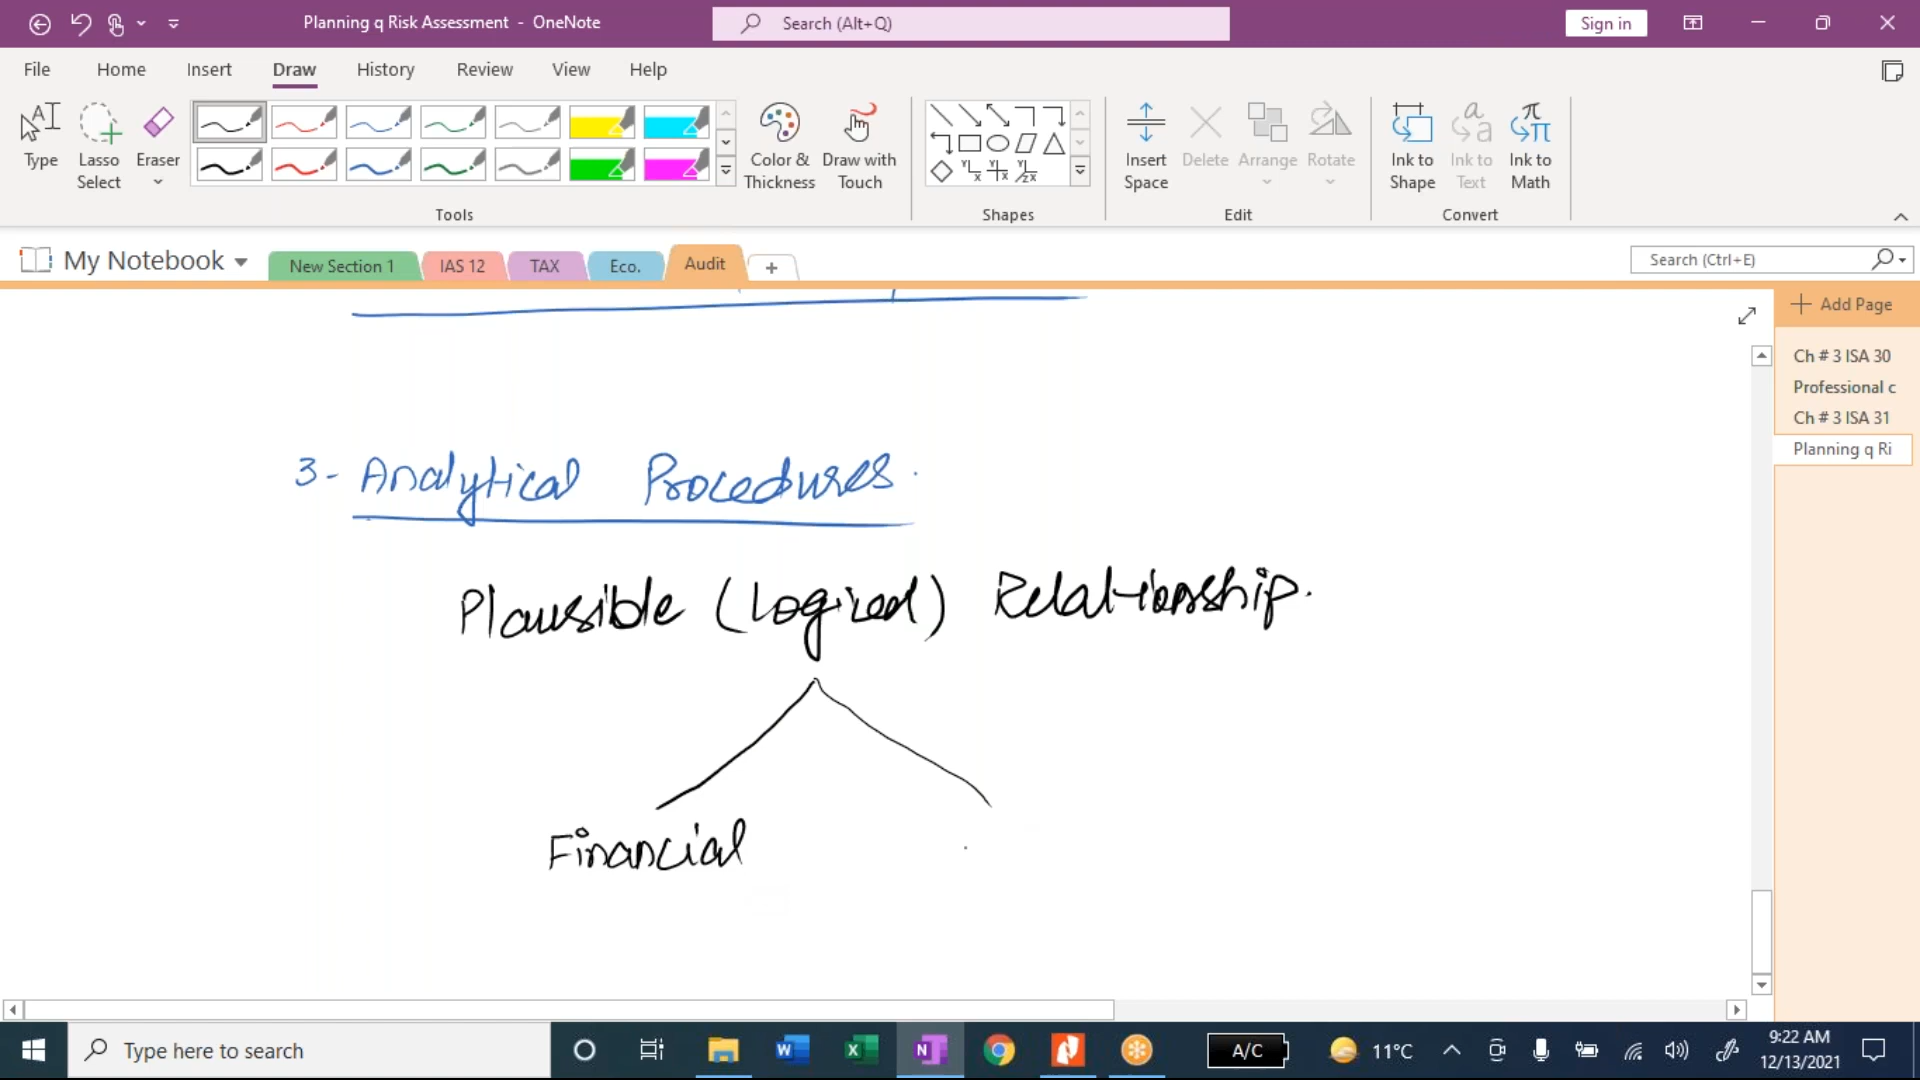 Planning q Risk Assessment - OneNote
Search (Alt+Q)
Sign in
File Home Insert Draw History Review View Help
Type
Lasso Select
Eraser
Color & Thickness
Draw with Touch
Insert Space
Delete
Arrange
Rotate
Ink to Shape
Ink to Text
Ink to Math
Tools Shapes Edit Convert
My Notebook
New Section 1 IAS 12 TAX Eco. Audit
Search (Ctrl+E)
Add Page
Ch # 3 ISA 30
Professional c
Ch # 3 ISA 31
Planning q Ri
3- Analytical Procedures.
Plausible (Logical) Relationship.
Financial
Type here to search
A/C
11°C
9:22 AM
12/13/2021